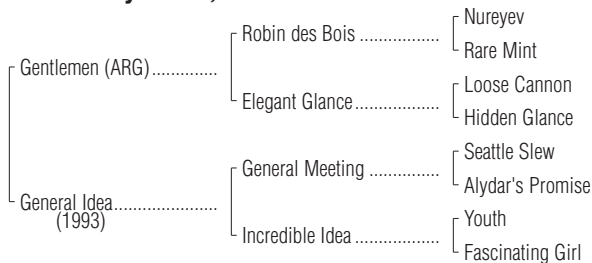 Nureyev
Robin des Bois .................
Rare Mint
Gentlemen (ARG) ..............
Loose Cannon
Elegant Glance ..................
Hidden Glance
Seattle Slew
General Meeting ...............
Alydar's Promise
General Idea ......................
(1993)
Youth
Incredible Idea ..................
Fascinating Girl